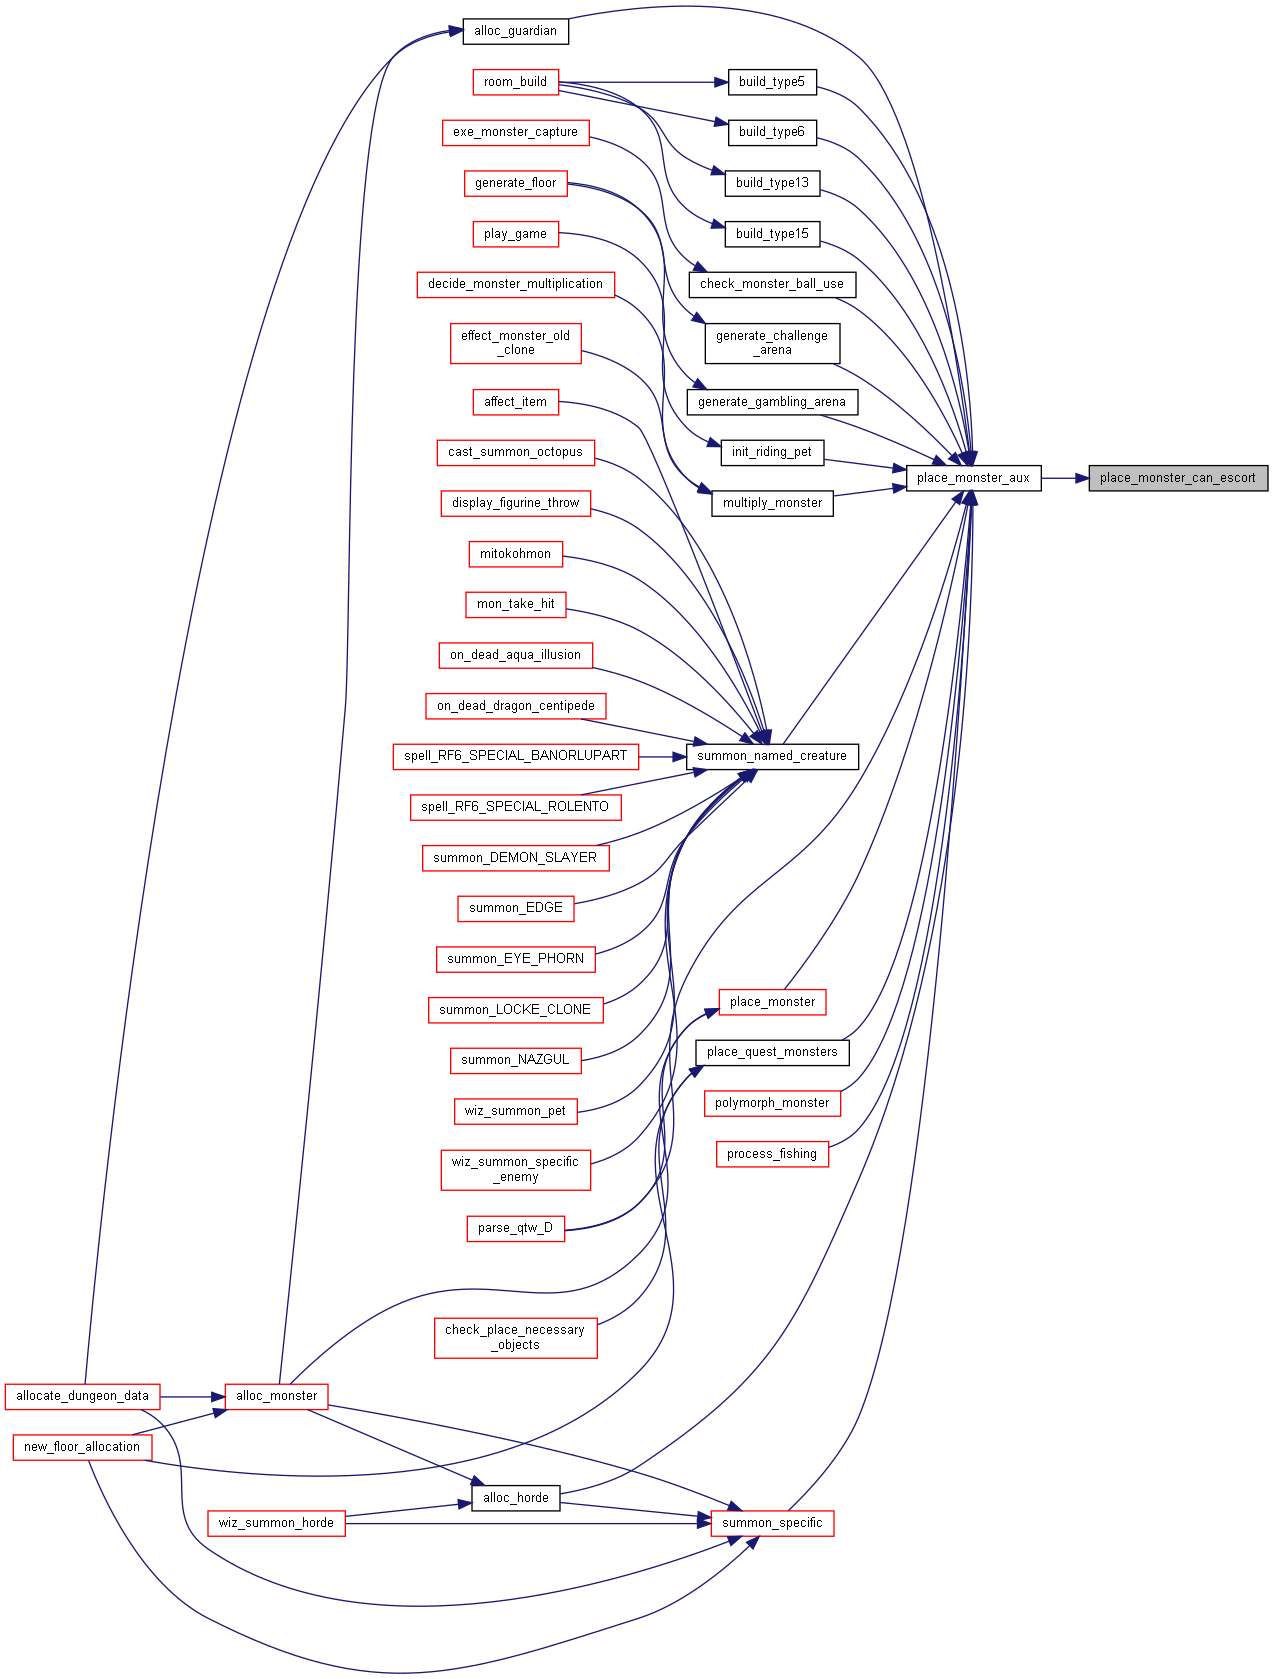 alloc_guardian
room_build
build_type5
exe_monster_capture
build_type6
generate_floor
build_type13
play_game
build_type15
decide_monster_multiplication
check_monster_ball_use
effect_monster_old
_clone
generate_challenge
_arena
affect_item
generate_gambling_arena
cast_summon_octopus
init_riding_pet
place_monster_aux
place_monster_can_escort
display_figurine_throw
multiply_monster
mitokohmon
mon_take_hit
on_dead_aqua_illusion
on_dead_dragon_centipede
spell_RF6_SPECIAL_BANORLUPART
summon_named_creature
spell_RF6_SPECIAL_ROLENTO
summon_DEMON_SLAYER
summon_EDGE
summon_EYE_PHORN
summon_LOCKE_CLONE
place_monster
summon_NAZGUL
place_quest_monsters
wiz_summon_pet
polymorph_monster
wiz_summon_specific
_enemy
process_fishing
parse_qtw_D
check_place_necessary
_objects
allocate_dungeon_data
alloc_monster
new_floor_allocation
alloc_horde
wiz_summon_horde
summon_specific